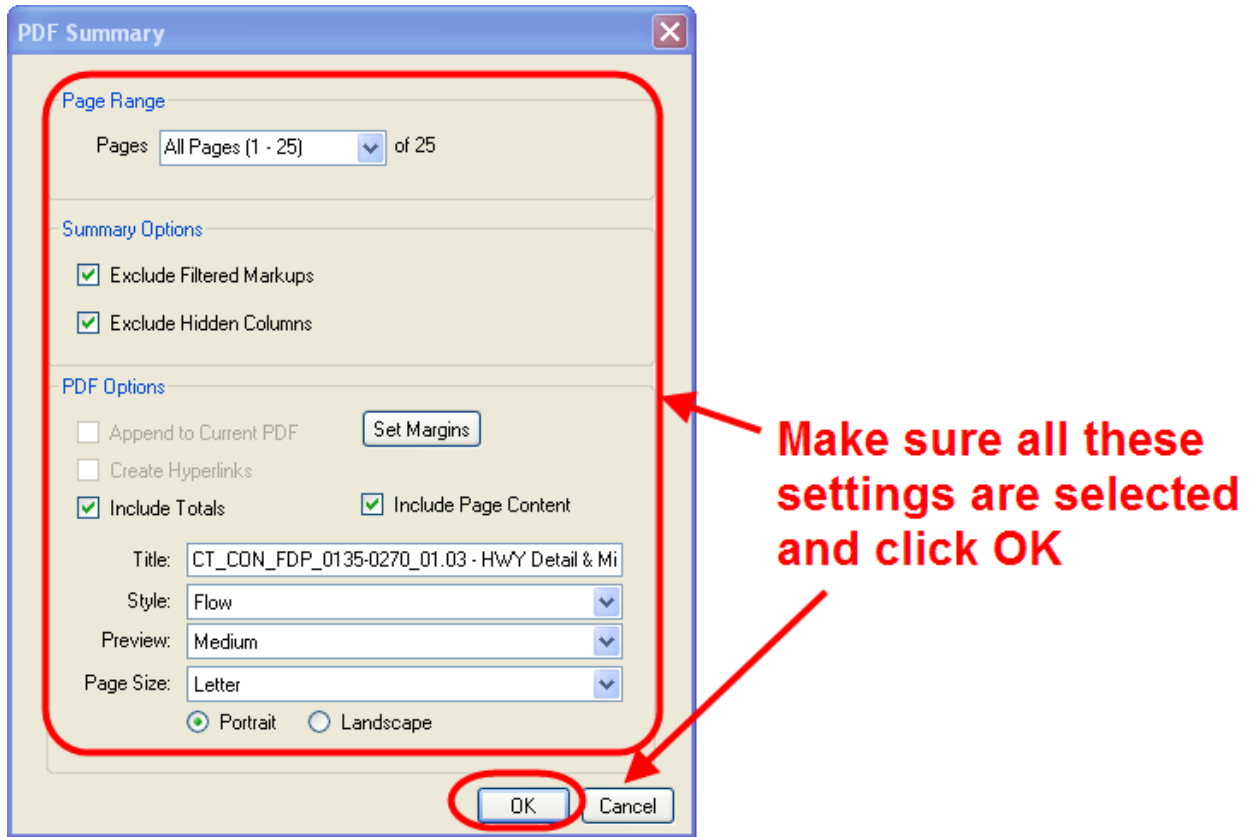 PDF Summary
Page Range
Pages All Pages (1 - 25) of 25
Summary Options
Exclude Filtered Markups
Exclude Hidden Columns
PDF Options
Append to Current PDF Set Margins
Create Hyperlinks
Include Totals Include Page Content
Title: CT_CON_FDP_0135-0270_01.03 - HWY Detail & Mi
Style: Flow
Preview: Medium
Page Size: Letter
Portrait Landscape
OK Cancel
Make sure all these
settings are selected
and click OK